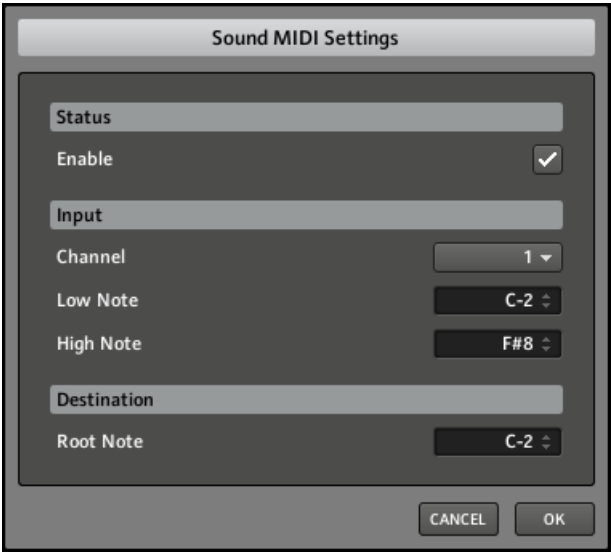 Sound MIDI Settings
Status
Enable
Input
Channel 1
Low Note C-2
High Note F#8
Destination
Root Note C-2
CANCEL OK